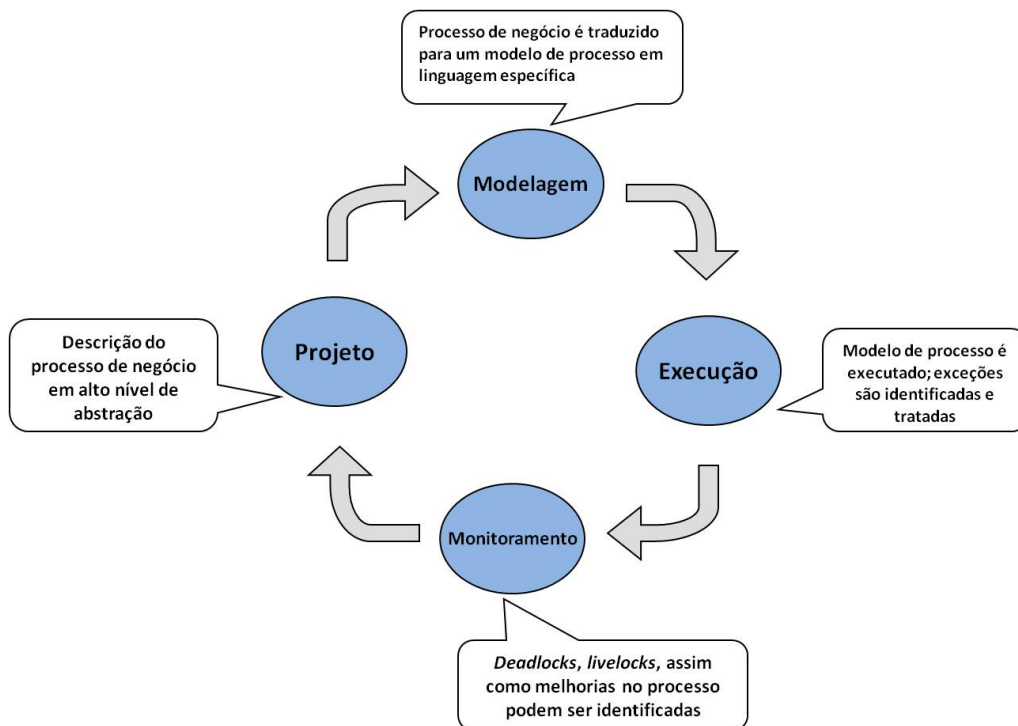 Processo de negócio é traduzido
para um modelo de processo em
linguagem específica
Modelagem
Projeto
Descrição do
processo de negócio
em alto nível de
abstração
Execução
Modelo de processo é
executado; exceções
são identificadas e
tratadas
Monitoramento
Deadlocks, livelocks, assim
como melhorias no processo
podem ser identificadas